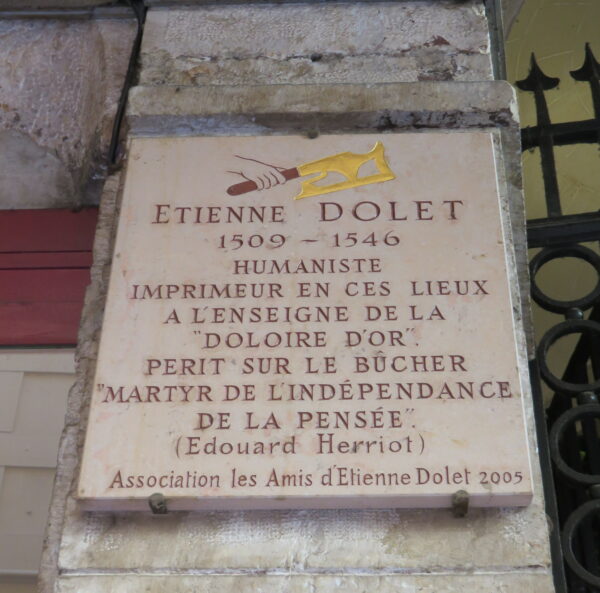 ETIENNE DOLET
1509 - 1546
HUMANISTE
IMPRIMEUR EN CES LIEUX
A L'ENSEIGNE DE LA
"DOLOIRE D'OR".
PERIT SUR LE BÛCHER
"MARTYR DE L'INDÉPENDANCE
DE LA PENSÉE".
(Edouard Herriot)
Association les Amis d'Etienne Dolet 2005